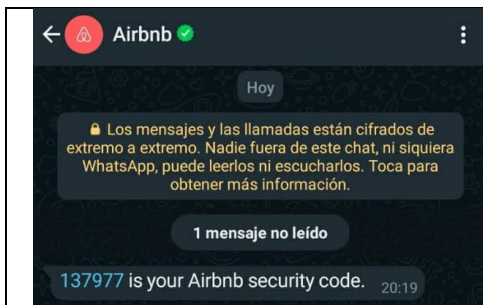 Airbnb
Hoy
Los mensajes y las llamadas están cifrados de
extremo a extremo. Nadie fuera de este chat, ni siquiera
WhatsApp, puede leerlos ni escucharlos. Toca para
obtener más información.
1 mensaje no leído
137977 is your Airbnb security code. 20:19